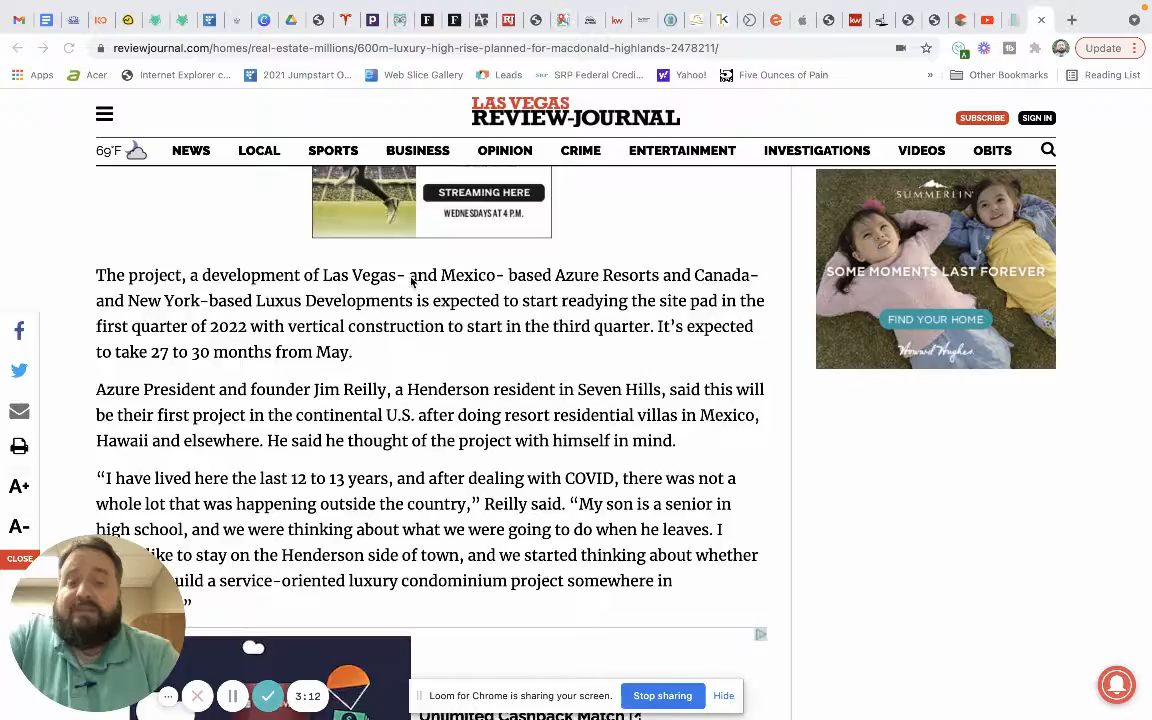 reviewjournal.com/homes/real-estate-millions/600m-luxury-high-rise-planned-for-macdonald-highlands-2478211/
Update
Apps
Acer
Internet Explorer c...
2021 Jumpstart O...
Web Slice Gallery
Leads
SRP Federal Credi...
Yahoo!
Five Ounces of Pain
»
Other Bookmarks
Reading List
LAS VEGAS
REVIEW-JOURNAL
SUBSCRIBE
SIGN IN
69°F
NEWS
LOCAL
SPORTS
BUSINESS
OPINION
CRIME
ENTERTAINMENT
INVESTIGATIONS
VIDEOS
OBITS
STREAMING HERE
WEDNESDAYS AT 4 P.M.
SUMMERLIN
SOME MOMENTS LAST FOREVER
FIND YOUR HOME
Howard Hughes
The project, a development of Las Vegas- and Mexico- based Azure Resorts and Canada-
and New York-based Luxus Developments is expected to start readying the site pad in the
first quarter of 2022 with vertical construction to start in the third quarter. It's expected
to take 27 to 30 months from May.
Azure President and founder Jim Reilly, a Henderson resident in Seven Hills, said this will
be their first project in the continental U.S. after doing resort residential villas in Mexico,
Hawaii and elsewhere. He said he thought of the project with himself in mind.
“I have lived here the last 12 to 13 years, and after dealing with COVID, there was not a
whole lot that was happening outside the country,” Reilly said. “My son is a senior in
high school, and we were thinking about what we were going to do when he leaves. I
like to stay on the Henderson side of town, and we started thinking about whether
uild a service-oriented luxury condominium project somewhere in
”
A+
A-
CLOSE
3:12
Loom for Chrome is sharing your screen.
Stop sharing
Hide
Unlimited Cashback Match